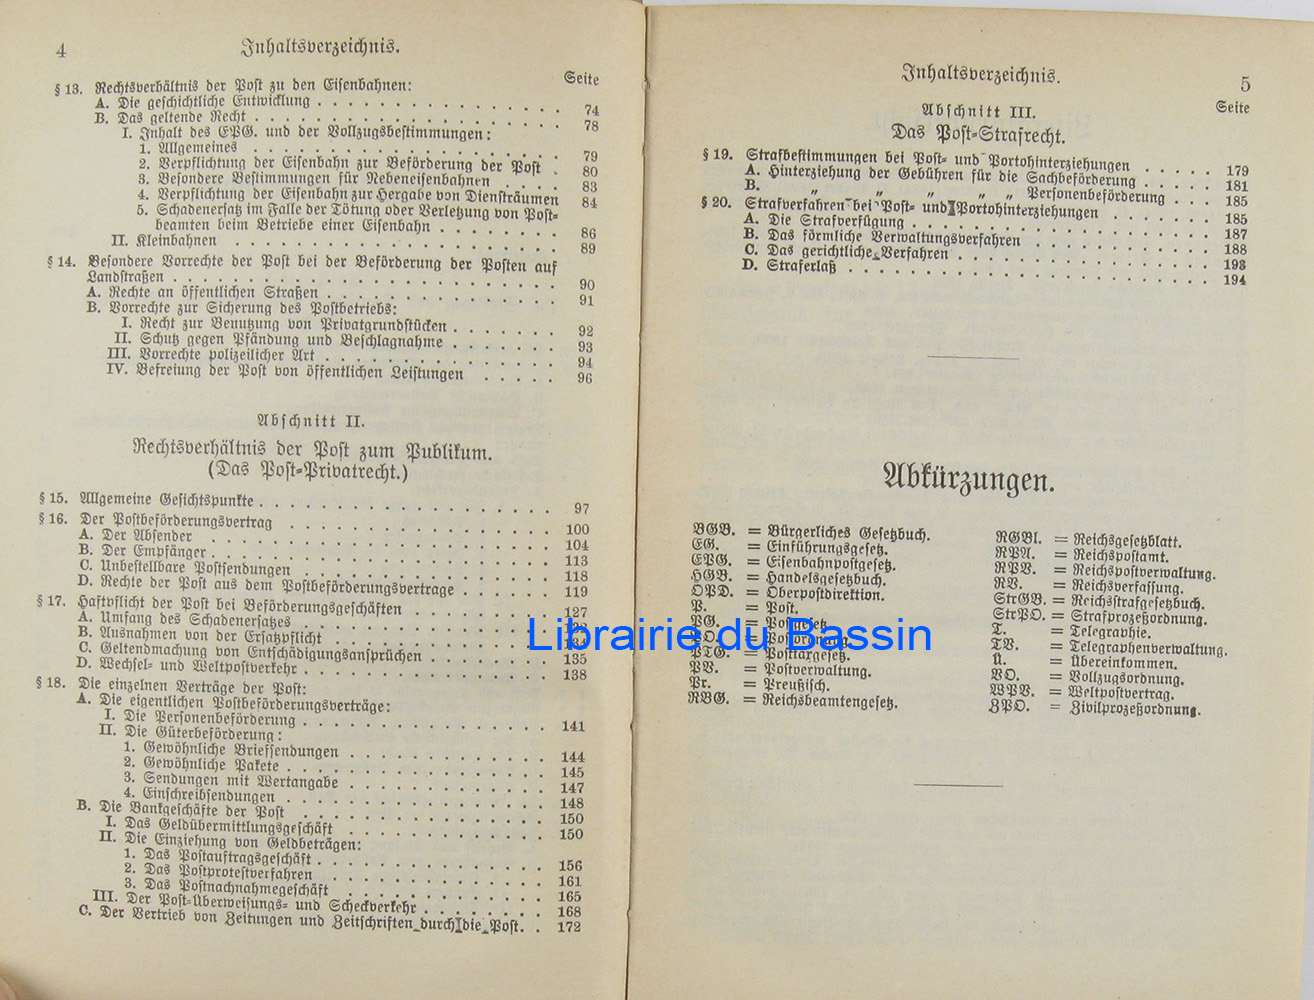 4
Inhaltsverzeichnis.
Seite
§ 13. Rechtsverhältnis der Post zu den Eisenbahnen:
A. Die geschichtliche Entwicklung . . . 74
B. Das geltende Recht . . . 78
I. Inhalt des EPG. und der Vollzugsbestimmungen:
1. Allgemeines . . . 79
2. Verpflichtung der Eisenbahn zur Beförderung der Post . 80
3. Besondere Bestimmungen für Nebeneisenbahnen . . . 83
4. Verpflichtung der Eisenbahn zur Hergabe von Diensträumen 84
5. Schadenersatz im Falle der Tötung oder Verletzung von Post-
beamten beim Betriebe einer Eisenbahn . . . 86
II. Kleinbahnen . . . 89
§ 14. Besondere Vorrechte der Post bei der Beförderung der Posten auf
Landstraßen . . . 90
A. Rechte an öffentlichen Straßen . . . 91
B. Vorrechte zur Sicherung des Postbetriebs:
I. Recht zur Benutzung von Privatgrundstücken . . . 92
II. Schutz gegen Pfändung und Beschlagnahme . . . 93
III. Vorrechte polizeilicher Art . . . 94
IV. Befreiung der Post von öffentlichen Leistungen . . . 96
Abschnitt II.
Rechtsverhältnis der Post zum Publikum.
(Das Post-Privatrecht.)
§ 15. Allgemeine Gesichtspunkte . . . 97
§ 16. Der Postbeförderungsvertrag . . . 100
A. Der Absender . . . 104
B. Der Empfänger . . . 113
C. Unbestellbare Postsendungen . . . 118
D. Rechte der Post aus dem Postbeförderungsvertrage . . . 119
§ 17. Haftpflicht der Post bei Beförderungsgeschäften . . . 127
A. Umfang des Schadenersatzes . . .
B. Ausnahmen von der Ersatzpflicht . . .
C. Geltendmachung von Entschädigungsansprüchen . . . 135
D. Wechsel- und Weltpostverkehr . . . 138
§ 18. Die einzelnen Verträge der Post:
A. Die eigentlichen Postbeförderungsverträge:
I. Die Personenbeförderung . . . 141
II. Die Güterbeförderung:
1. Gewöhnliche Briefsendungen . . . 144
2. Gewöhnliche Pakete . . . 145
3. Sendungen mit Wertangabe . . . 147
4. Einschreibsendungen . . . 148
B. Die Bankgeschäfte der Post . . . 150
I. Das Geldübermittlungsgeschäft . . . 150
II. Die Einziehung von Geldbeträgen:
1. Das Postauftragsgeschäft . . . 156
2. Das Postprotestverfahren . . . 161
3. Das Postnachnahmegeschäft . . . 165
III. Der Post-Überweisungs- und Scheckverkehr . . . 168
C. Der Vertrieb von Zeitungen und Zeitschriften durch die Post. . 172
Inhaltsverzeichnis.
5
Seite
Abschnitt III.
Das Post-Strafrecht.
§ 19. Strafbestimmungen bei Post- und Portohinterziehungen . . . 179
A. Hinterziehung der Gebühren für die Sachbeförderung . . . 181
B. „ „ „ „ „ Personenbeförderung . . . 185
§ 20. Strafverfahren bei Post- und Portohinterziehungen . . . 185
A. Die Strafverfügung . . . 187
B. Das förmliche Verwaltungsverfahren . . . 188
C. Das gerichtliche Verfahren . . . 193
D. Straferlaß . . . 194
Abkürzungen.
BGB. = Bürgerliches Gesetzbuch.
EG. = Einführungsgesetz.
EPG. = Eisenbahnpostgesetz.
HGB. = Handelsgesetzbuch.
OPD. = Oberpostdirektion.
P. = Post.
PG. = Postgesetz.
PO. = Postordnung.
PTG. = Posttaxgesetz.
PV. = Postverwaltung.
Pr. = Preußisch.
RBG. = Reichsbeamtengesetz.
RGBl. = Reichsgesetzblatt.
RPA. = Reichspostamt.
RPV. = Reichspostverwaltung.
RV. = Reichsverfassung.
StrGB. = Reichsstrafgesetzbuch.
StrPO. = Strafprozeßordnung.
T. = Telegraphie.
TV. = Telegraphenverwaltung.
Ü. = Übereinkommen.
VO. = Vollzugsordnung.
WPV. = Weltpostvertrag.
ZPO. = Zivilprozeßordnung.
Librairie du Bassin